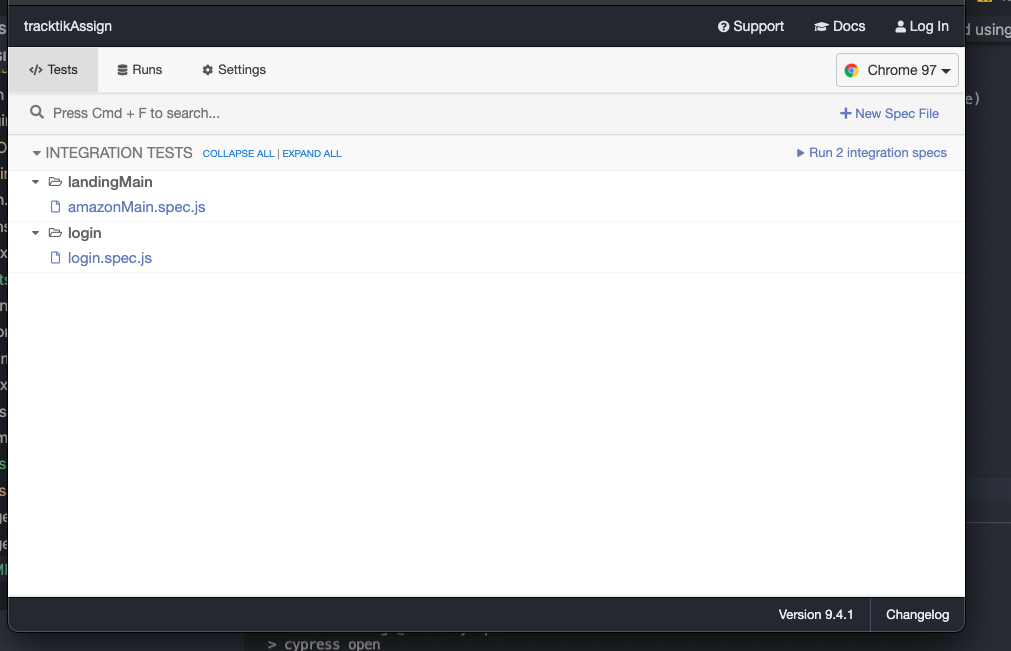 tracktikAssign Support Docs Log In
d using
Tests Runs Settings Chrome 97
e)
Press Cmd + F to search... New Spec File
INTEGRATION TESTS COLLAPSE ALL | EXPAND ALL Run 2 integration specs
landingMain
amazonMain.spec.js
login
login.spec.js
Version 9.4.1 Changelog
> cypress open